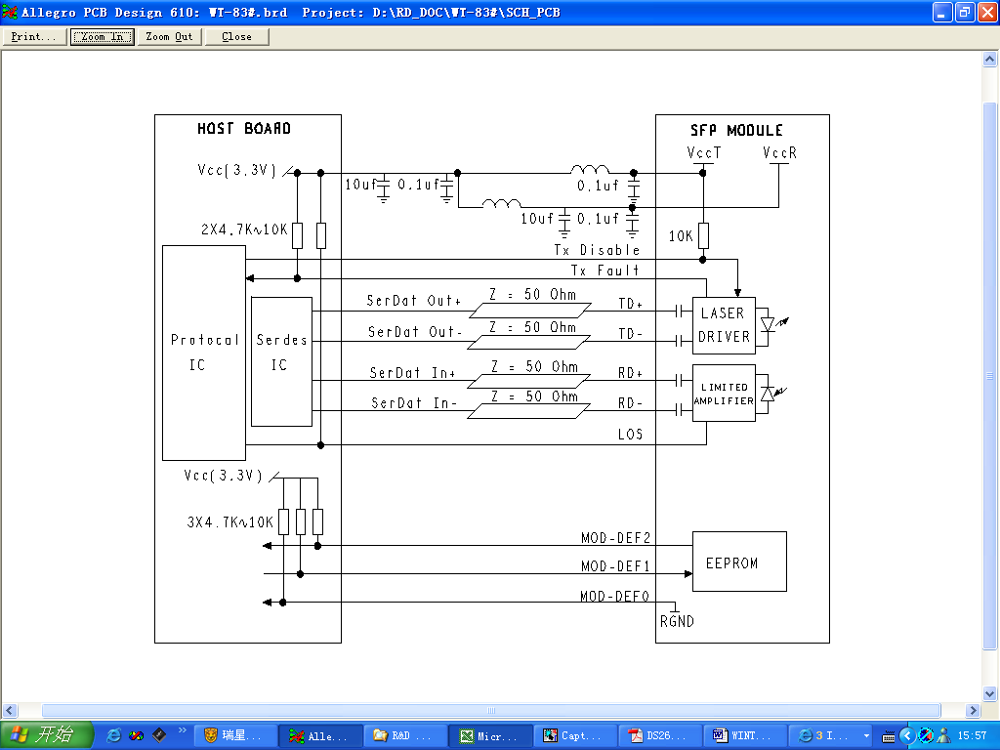 Allegro PCB Design 610: WT-83#.brd  Project: D:\RD_DOC\WT-83#\SCH_PCB
Print... Zoom In Zoom Out Close
HOST BOARD
SFP MODULE
VccT VccR
Vcc(3.3V)
10uf 0.1uf 0.1uf
10uf 0.1uf
2X4.7K~10K
10K
Tx Disable
Tx Fault
SerDat Out+ Z = 50 Ohm TD+
LASER
DRIVER
SerDat Out- Z = 50 Ohm TD-
Protocal
IC
Serdes
IC
SerDat In+ Z = 50 Ohm RD+
LIMITED
AMPLIFIER
SerDat In- Z = 50 Ohm RD-
LOS
Vcc(3.3V)
3X4.7K~10K
MOD-DEF2
EEPROM
MOD-DEF1
MOD-DEF0
RGND
开始 瑞星... Alle... R&D ... Micr... Capt... DS26... WINT... 3 I... 15:57